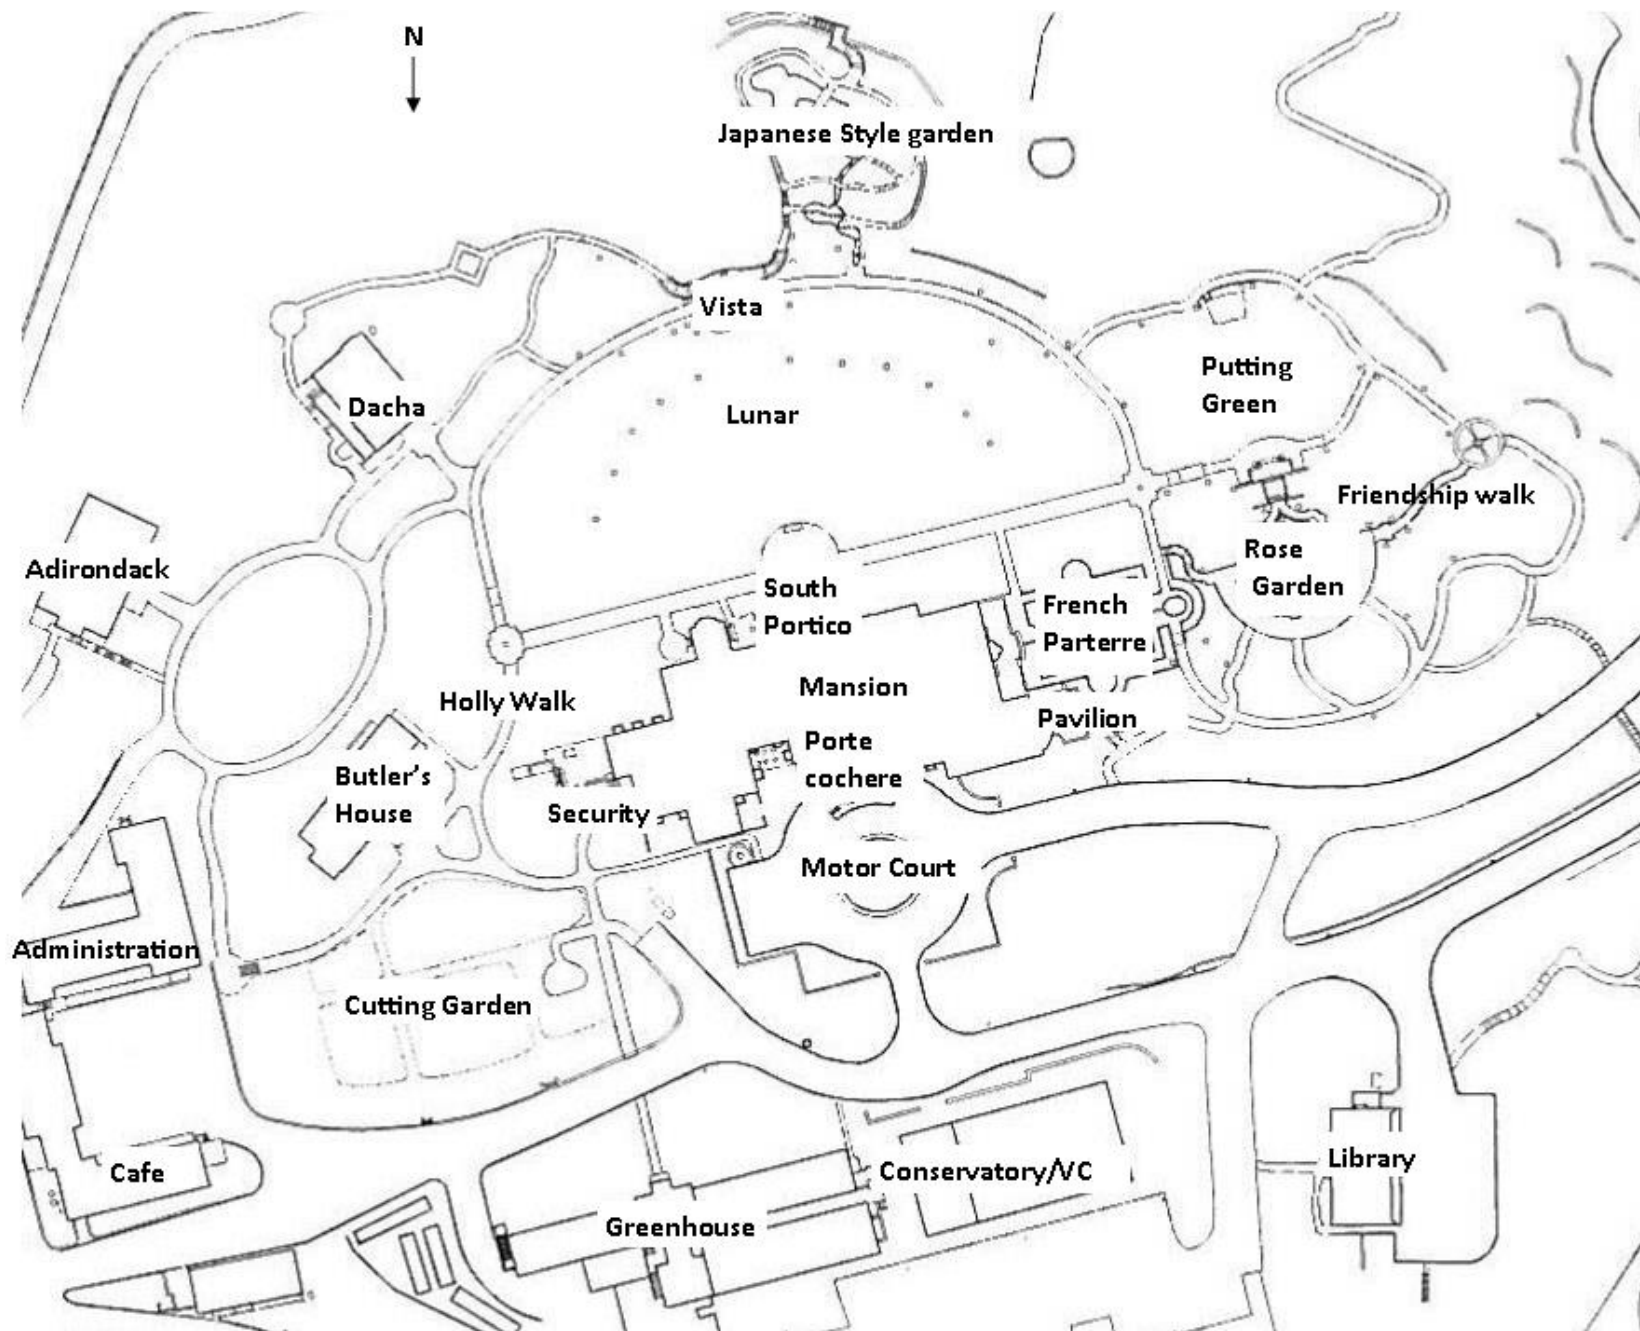 N
Japanese Style garden
Vista
Putting
Green
Dacha
Lunar
Friendship walk
Adirondack
Rose
Garden
South
Portico
French
Parterre
Holly Walk
Mansion
Pavilion
Porte
cochere
Butler's
House
Security
Motor Court
Administration
Cutting Garden
Cafe
Conservatory/VC
Library
Greenhouse